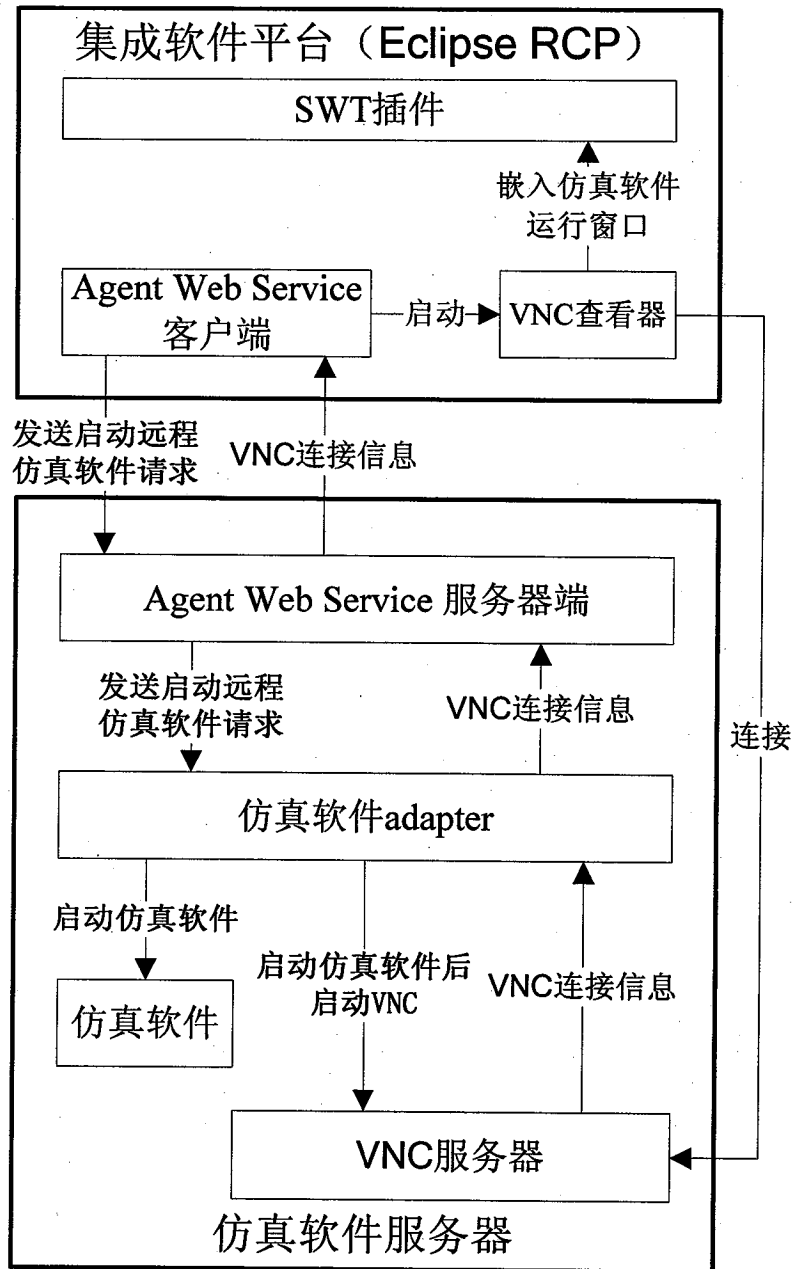 集成软件平台（Eclipse RCP）
SWT插件
嵌入仿真软件
运行窗口
Agent Web Service
客户端
启动
VNC查看器
发送启动远程
仿真软件请求
VNC连接信息
Agent Web Service 服务器端
发送启动远程
仿真软件请求
VNC连接信息
连接
仿真软件adapter
启动仿真软件
启动仿真软件后
启动VNC
VNC连接信息
仿真软件
VNC服务器
仿真软件服务器